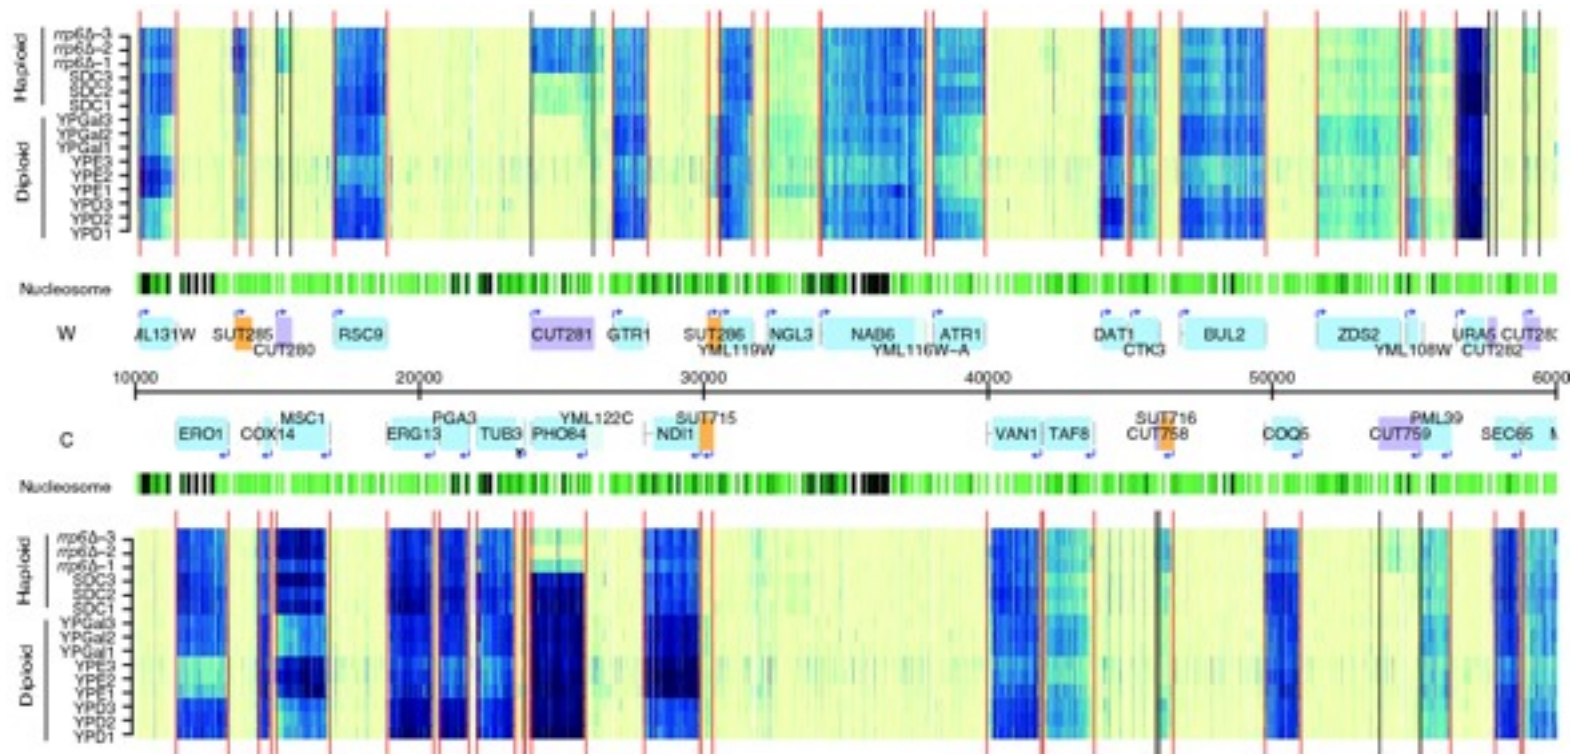 Haploid
rrp6Δ-3
rrp6Δ-2
rrp6Δ-1
SDC3
SDC2
SDC1
Diploid
YPGal3
YPGal2
YPGal1
YPE3
YPE2
YPE1
YPD3
YPD2
YPD1
Nucleosome
W
ML131W SUT285 RSC9 CUT281 GTR1 SUT286 NGL3 NAB6 ATR1 DAT1 BUL2 ZDS2 URA5 CUT283
CUT280 YML119W YML116W-A CTK3 YML108W CUT282
10000 20000 30000 40000 50000 6000
MSC1 PGA3 YML122C SUT715 SUT716 PML39
C
ERO1 COX14 ERG13 TUB3 PHO84 NDI1 VAN1 TAF8 CUT758 COQ5 CUT759 SEC65 M
Nucleosome
Haploid
rrp6Δ-3
rrp6Δ-2
rrp6Δ-1
SDC3
SDC2
SDC1
Diploid
YPGal3
YPGal2
YPGal1
YPE3
YPE2
YPE1
YPD3
YPD2
YPD1